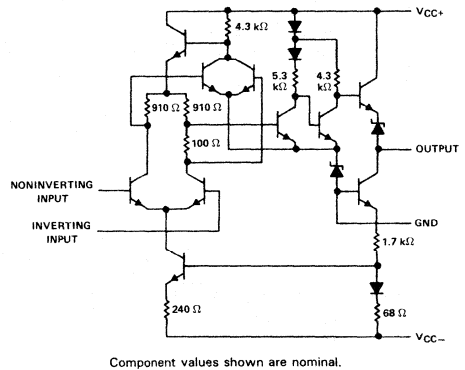 VCC+
4.3 kΩ
5.3
kΩ
4.3
kΩ
910 Ω
910 Ω
100 Ω
OUTPUT
NONINVERTING
INPUT
INVERTING
INPUT
GND
1.7 kΩ
240 Ω
68 Ω
VCC−
Component values shown are nominal.